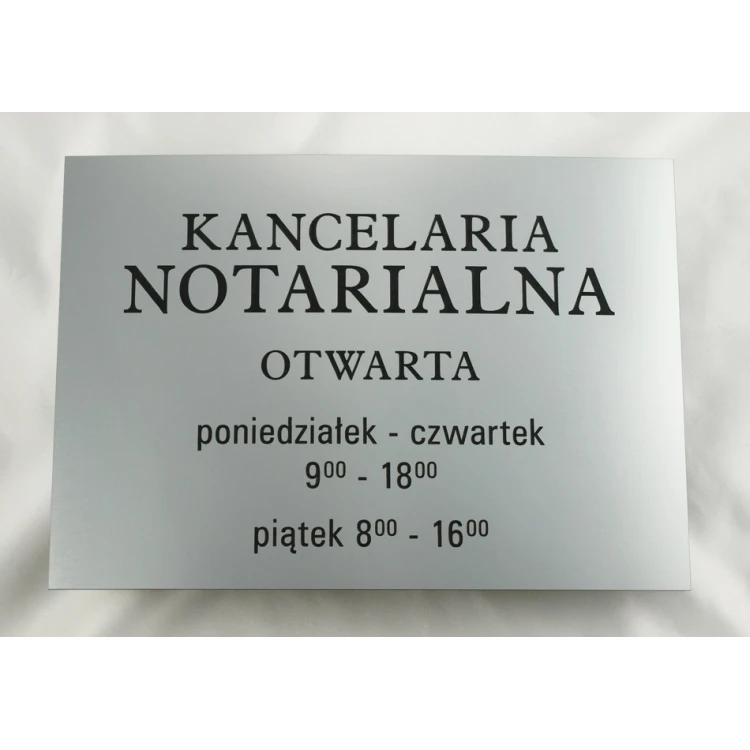 KANCELARIA
NOTARIALNA
OTWARTA
poniedziałek - czwartek
9⁰⁰ - 18⁰⁰
piątek 8⁰⁰ - 16⁰⁰